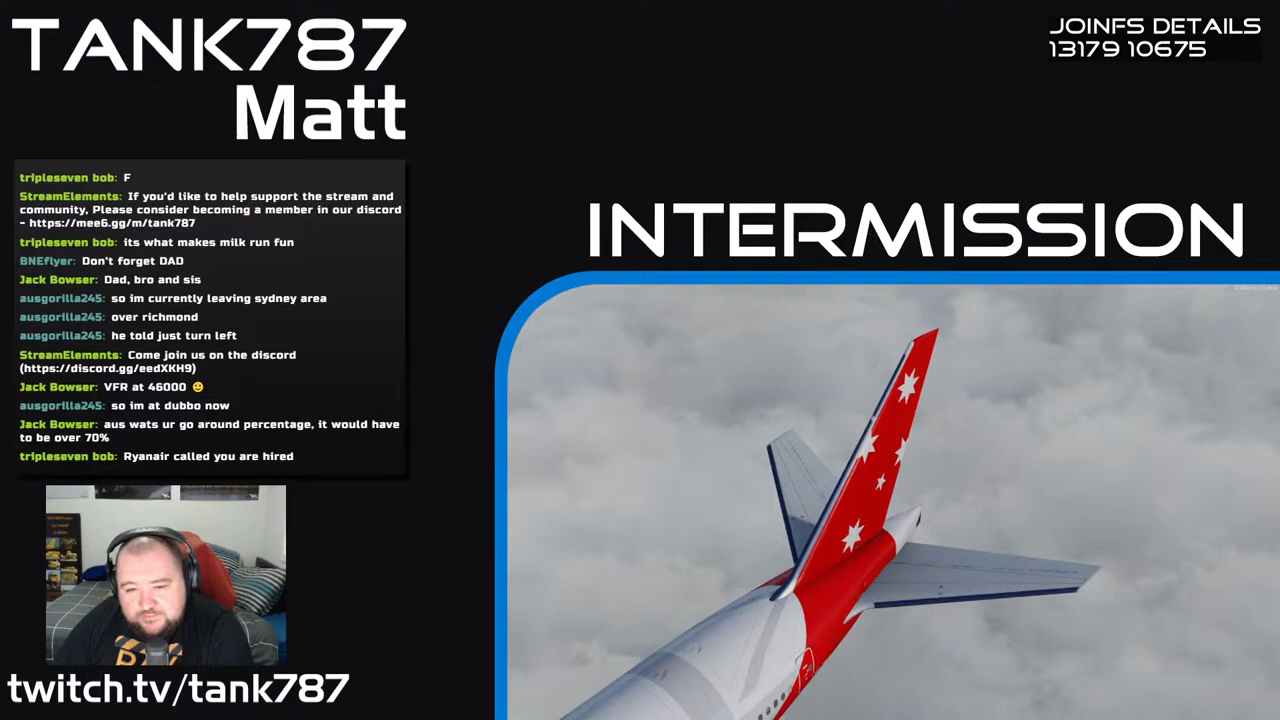 TANK787
Matt
JOINFS DETAILS
13179 10675
tripleseven bob: F
StreamElements: If you'd like to help support the stream and
community, Please consider becoming a member in our discord
- https://mee6.gg/m/tank787
tripleseven bob: its what makes milk run fun
BNEflyer: Don't forget DAD
Jack Bowser: Dad, bro and sis
ausgorilla245: so im currently leaving sydney area
ausgorilla245: over richmond
ausgorilla245: he told just turn left
StreamElements: Come join us on the discord
(https://discord.gg/eedXKH9)
Jack Bowser: VFR at 46000 🙂
ausgorilla245: so im at dubbo now
Jack Bowser: aus wats ur go around percentage, it would have
to be over 70%
tripleseven bob: Ryanair called you are hired
INTERMISSION
twitch.tv/tank787